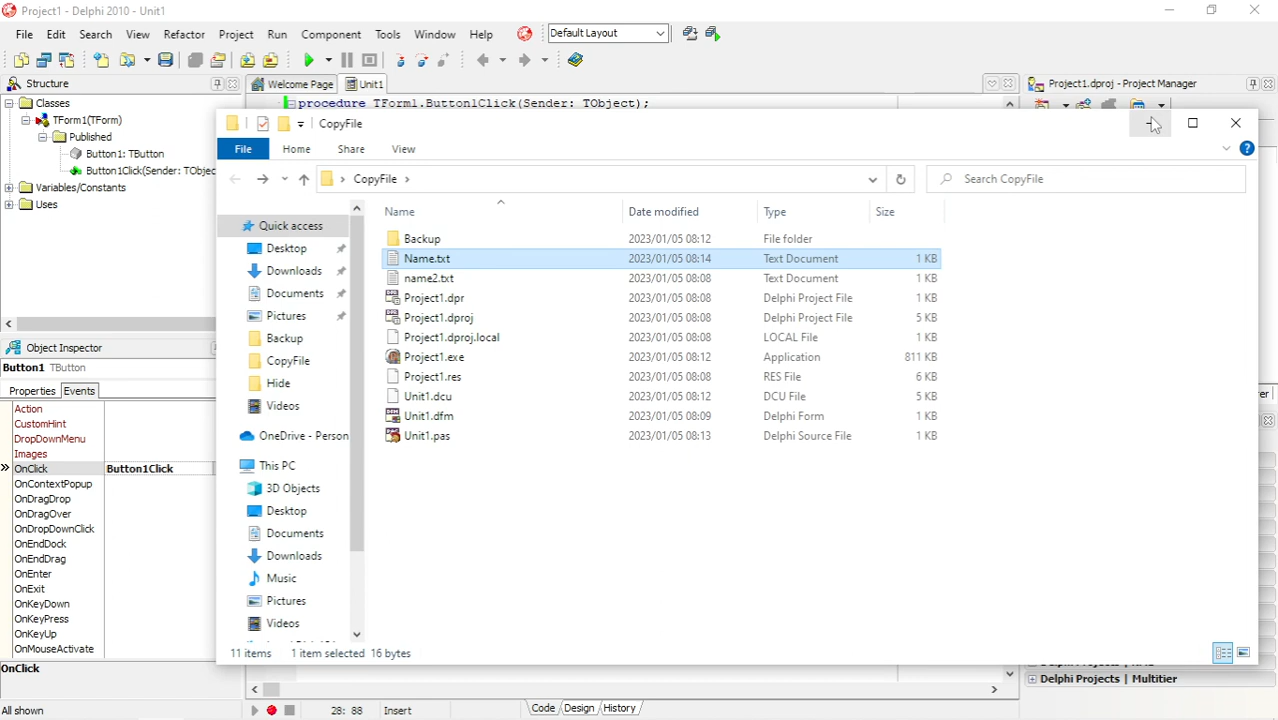 Project1 - Delphi 2010 - Unit1
File Edit Search View Refactor Project Run Component Tools Window Help Default Layout
Structure
Welcome Page Unit1
Project1.dproj - Project Manager
Classes
TForm1(TForm)
Published
Button1: TButton
Button1Click(Sender: TObjec
Variables/Constants
Uses
procedure TForm1.Button1Click(Sender: TObject);
CopyFile
File Home Share View
CopyFile
Search CopyFile
Name Date modified Type Size
Backup 2023/01/05 08:12 File folder
Name.txt 2023/01/05 08:14 Text Document 1 KB
name2.txt 2023/01/05 08:08 Text Document 1 KB
Project1.dpr 2023/01/05 08:08 Delphi Project File 1 KB
Project1.dproj 2023/01/05 08:08 Delphi Project File 5 KB
Project1.dproj.local 2023/01/05 08:08 LOCAL File 1 KB
Project1.exe 2023/01/05 08:12 Application 811 KB
Project1.res 2023/01/05 08:08 RES File 6 KB
Unit1.dcu 2023/01/05 08:12 DCU File 5 KB
Unit1.dfm 2023/01/05 08:09 Delphi Form 1 KB
Unit1.pas 2023/01/05 08:13 Delphi Source File 1 KB
Quick access
Desktop
Downloads
Documents
Pictures
Backup
CopyFile
Hide
Videos
OneDrive - Person
This PC
3D Objects
Desktop
Documents
Downloads
Music
Pictures
Videos
11 items 1 item selected 16 bytes
Object Inspector
Button1 TButton
Properties Events
Action
CustomHint
DropDownMenu
Images
OnClick Button1Click
OnContextPopup
OnDragDrop
OnDragOver
OnDropDownClick
OnEndDock
OnEndDrag
OnEnter
OnExit
OnKeyDown
OnKeyPress
OnKeyUp
OnMouseActivate
OnClick
All shown
28: 88 Insert
Code Design History
Delphi Projects | Multitier